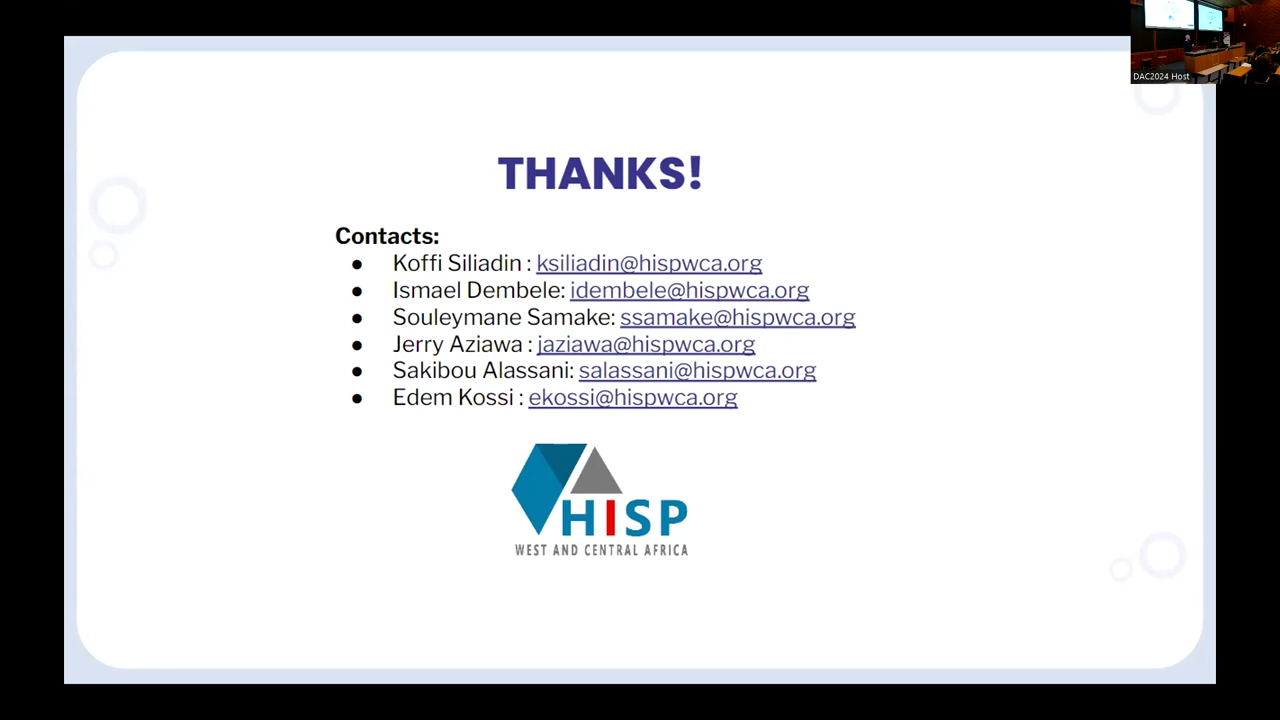 DAC2024 Host
THANKS!
Contacts:
● Koffi Siliadin : ksiliadin@hispwca.org
● Ismael Dembele: idembele@hispwca.org
● Souleymane Samake: ssamake@hispwca.org
● Jerry Aziawa : jaziawa@hispwca.org
● Sakibou Alassani: salassani@hispwca.org
● Edem Kossi : ekossi@hispwca.org
HISP
WEST AND CENTRAL AFRICA